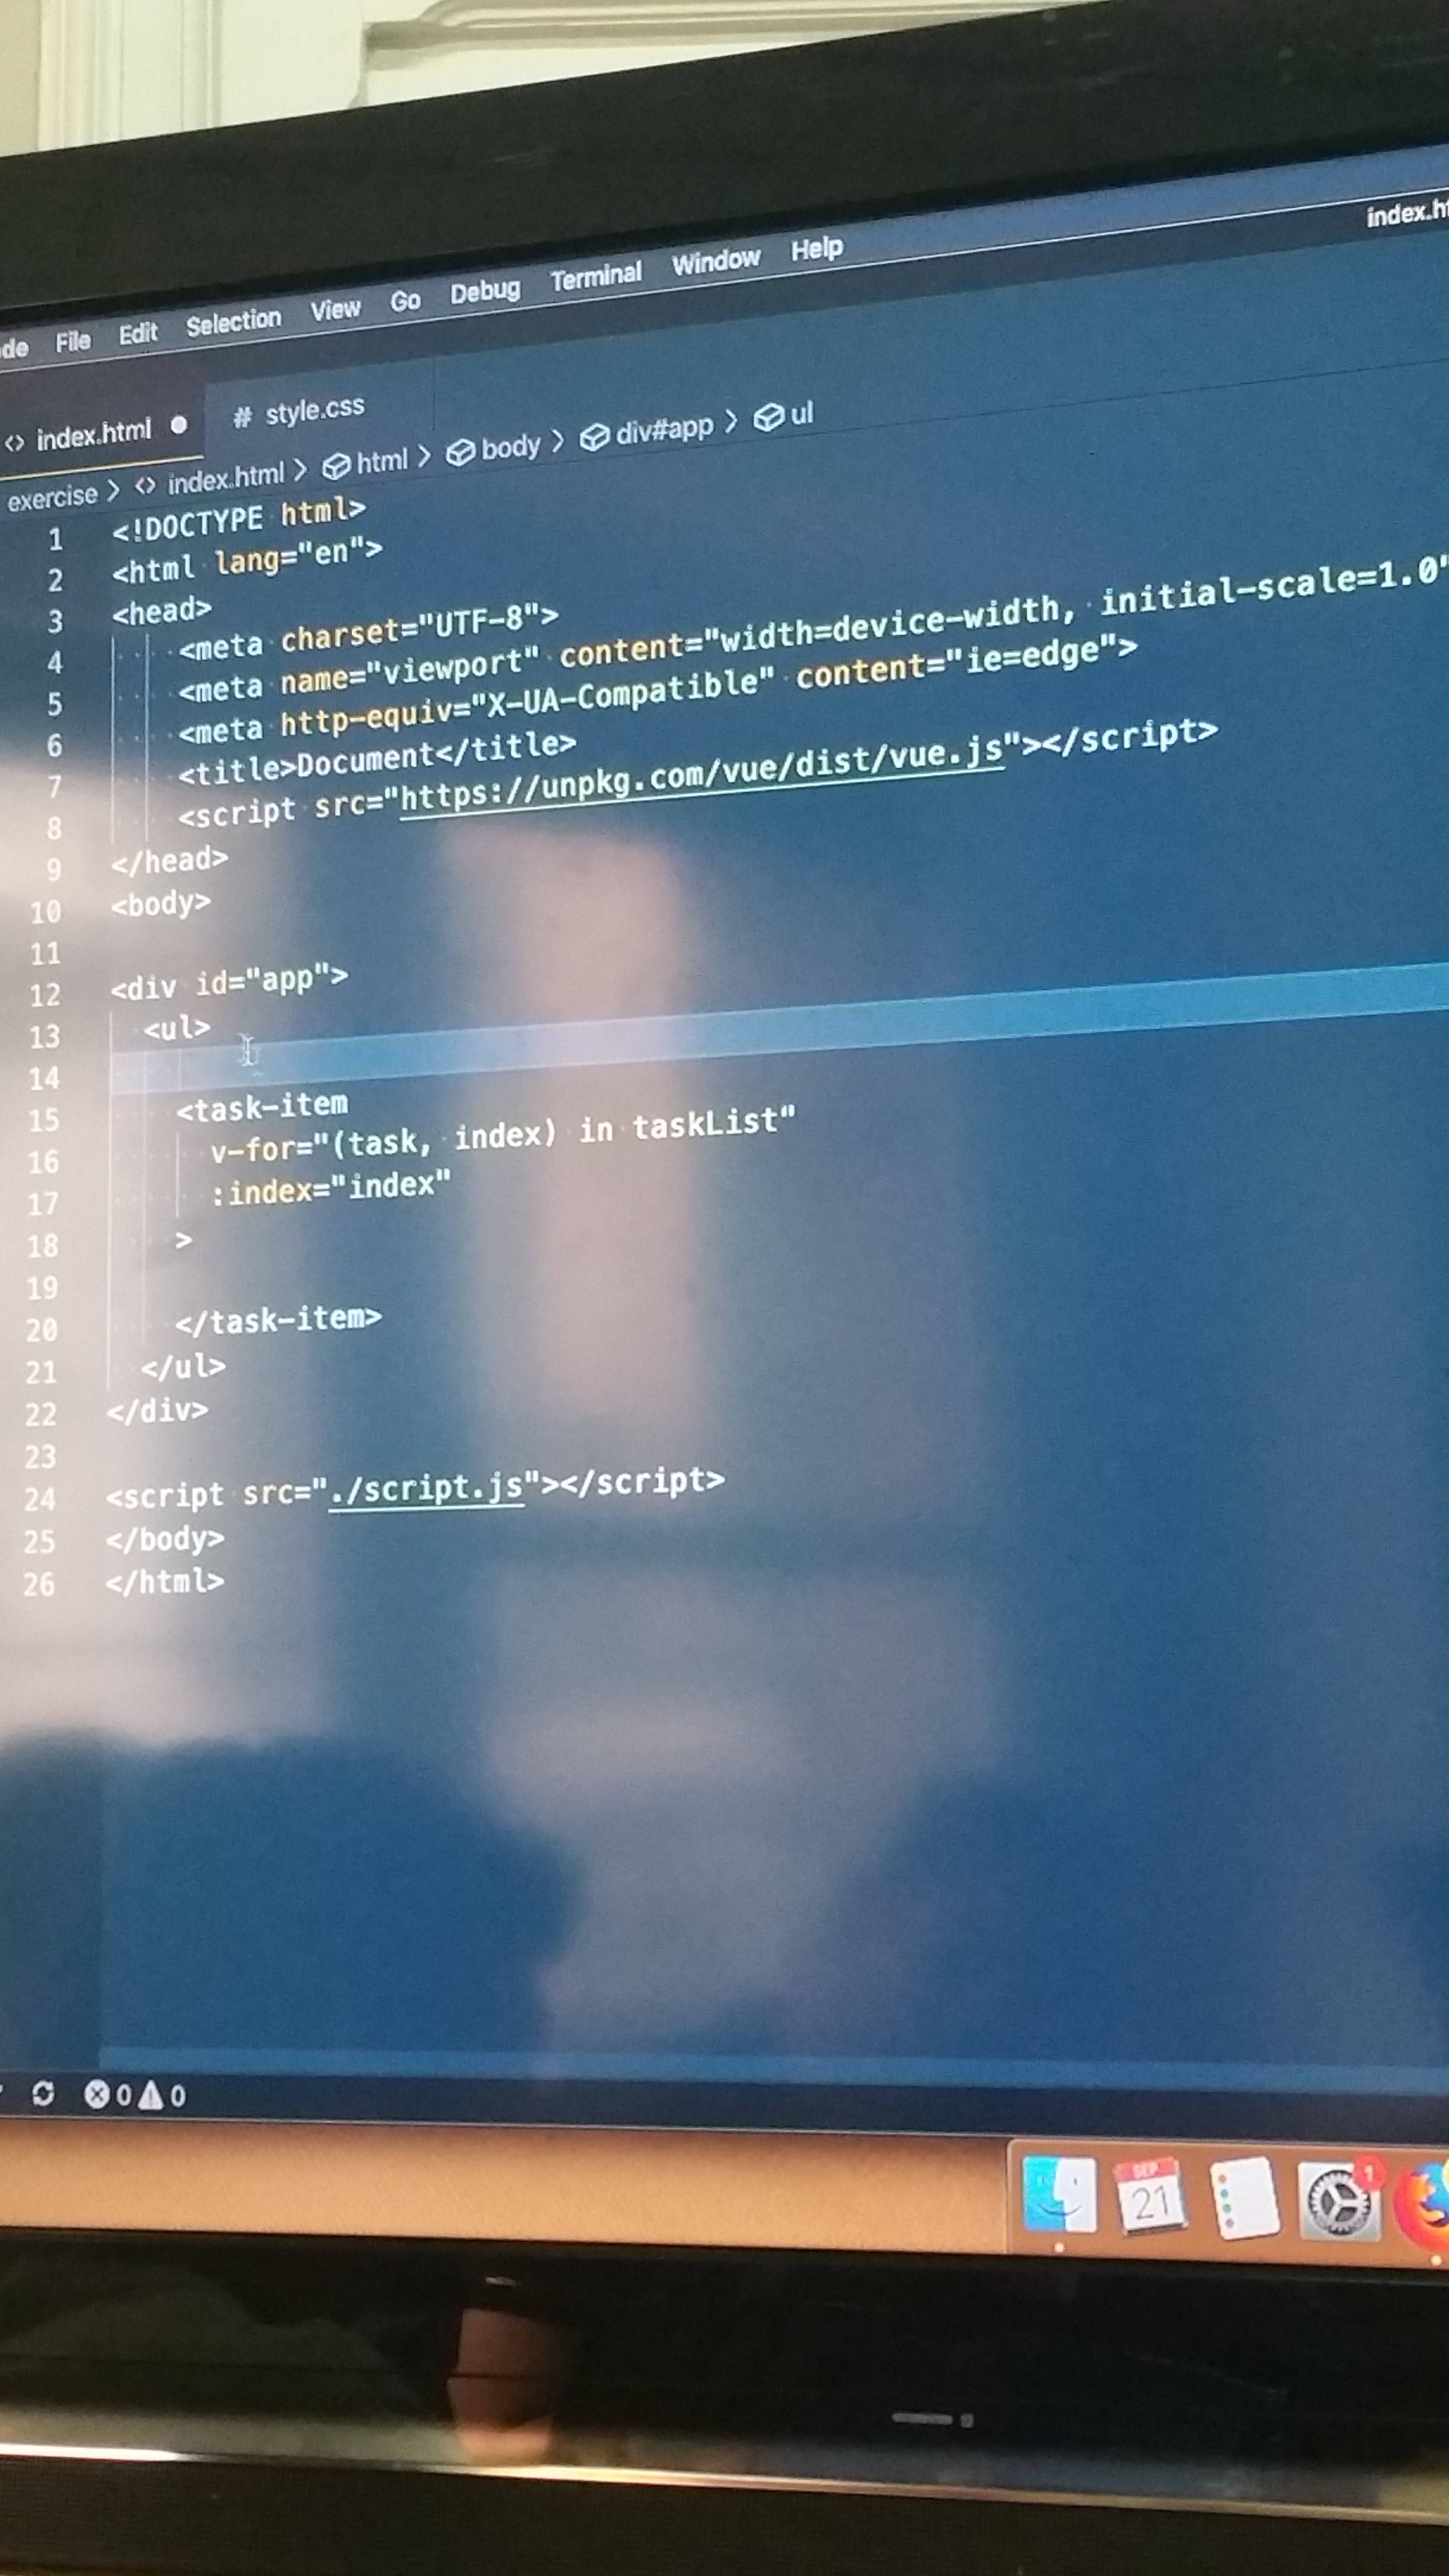 de File Edit Selection View Go Debug Terminal Window Help
index.ht
<> index.html ● # style.css
exercise > <> index.html > html > body > div#app > ul
1 <!DOCTYPE html>
2 <html lang="en">
3 <head>
4 <meta charset="UTF-8">
5 <meta name="viewport" content="width=device-width, initial-scale=1.0"
6 <meta http-equiv="X-UA-Compatible" content="ie=edge">
7 <title>Document</title>
8 <script src="https://unpkg.com/vue/dist/vue.js"></script>
9 </head>
10 <body>
11
12 <div id="app">
13 <ul>
14
15 <task-item
16 v-for="(task, index) in taskList"
17 :index="index"
18 >
19
20 </task-item>
21 </ul>
22 </div>
23
24 <script src="./script.js"></script>
25 </body>
26 </html>
0 0
SEP
21
1